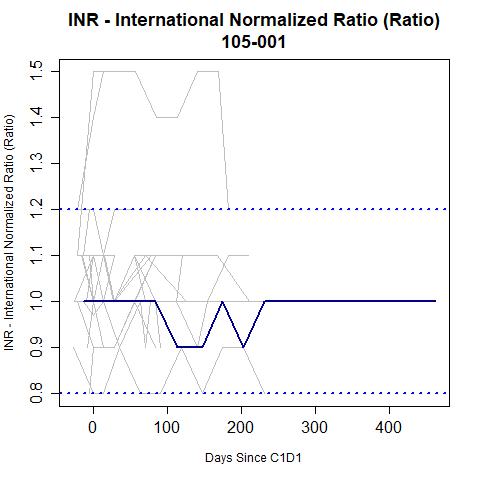 INR - International Normalized Ratio (Ratio)
105-001
INR - International Normalized Ratio (Ratio)
1.5
1.4
1.3
1.2
1.1
1.0
0.9
0.8
0 100 200 300 400
Days Since C1D1